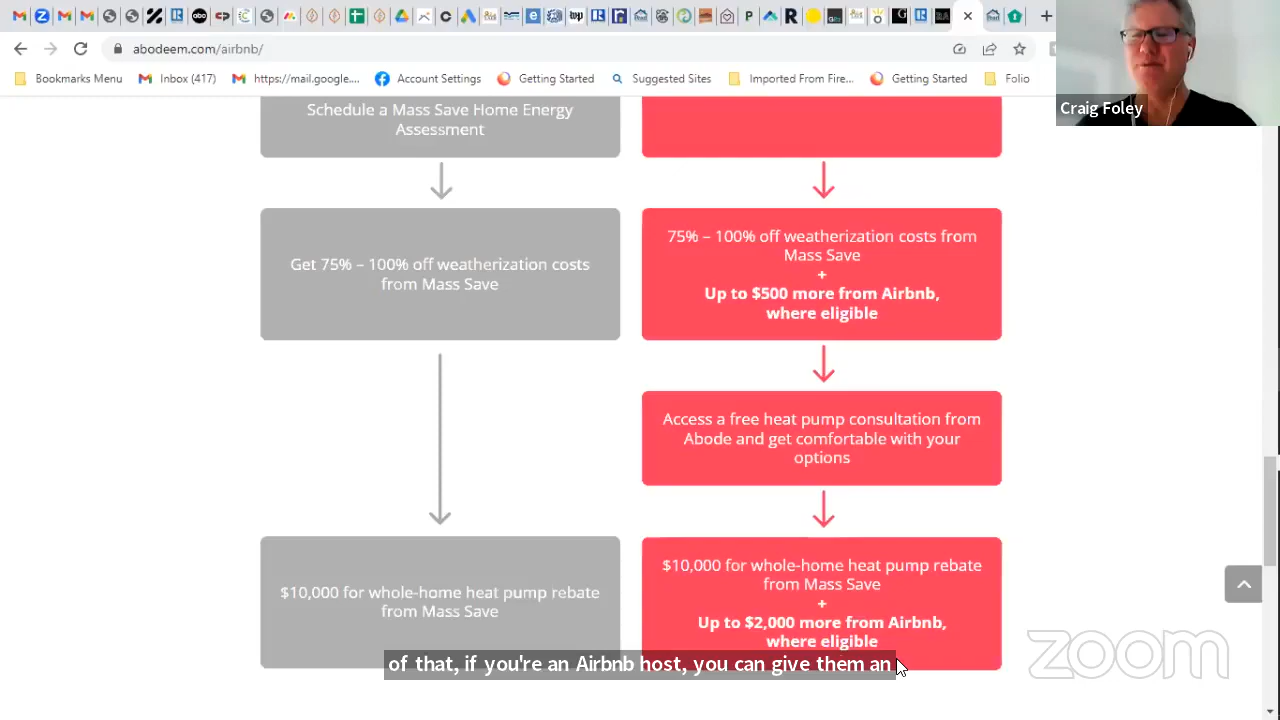 abodeem.com/airbnb/
Bookmarks Menu
Inbox (417)
https://mail.google....
Account Settings
Getting Started
Suggested Sites
Imported From Fire...
Getting Started
Folio
Craig Foley
Schedule a Mass Save Home Energy
Assessment
Get 75% – 100% off weatherization costs
from Mass Save
$10,000 for whole-home heat pump rebate
from Mass Save
75% – 100% off weatherization costs from
Mass Save
+
Up to $500 more from Airbnb,
where eligible
Access a free heat pump consultation from
Abode and get comfortable with your
options
$10,000 for whole-home heat pump rebate
from Mass Save
+
Up to $2,000 more from Airbnb,
where eligible
of that, if you're an Airbnb host, you can give them an
zoom